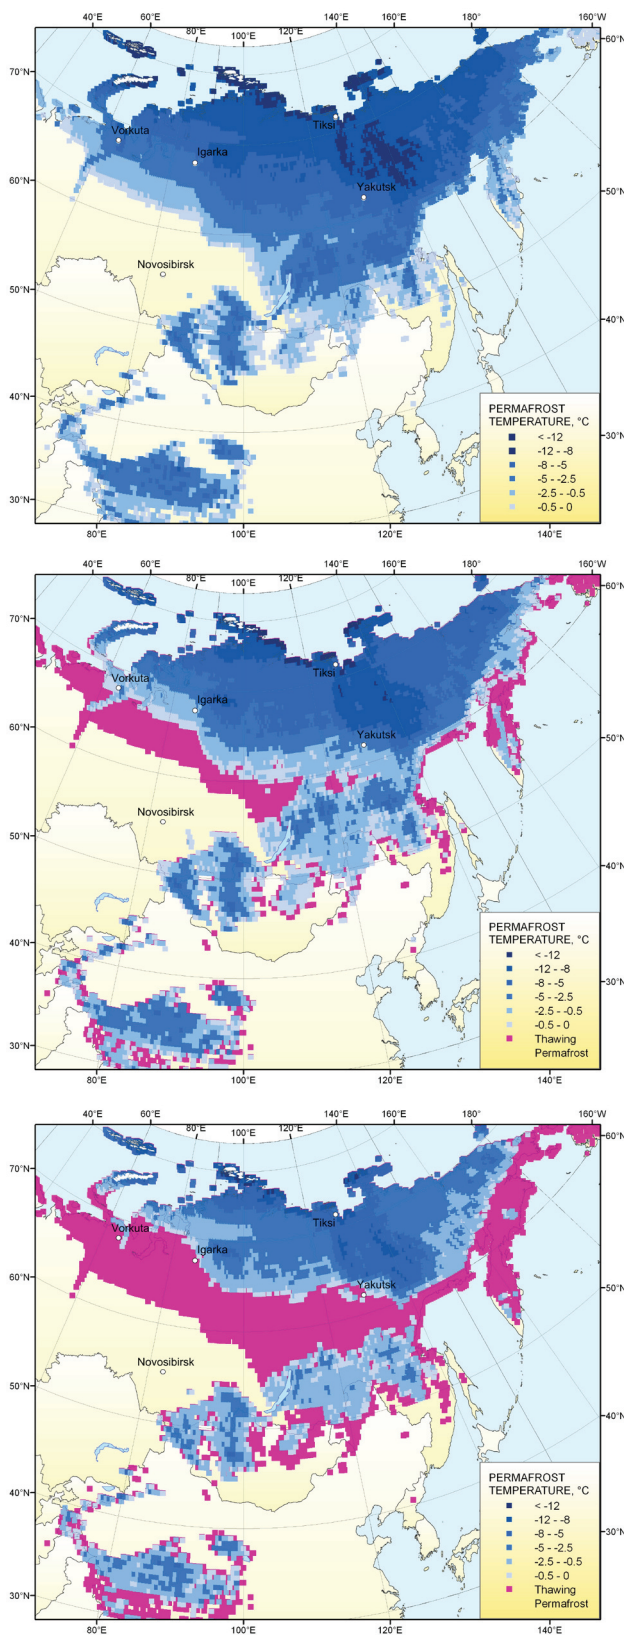 40°E 60°E 80°E 100°E 120°E 140°E 160°E 180° 160°W
70°N
60°N
50°N
40°N
30°N
60°N
50°N
40°N
30°N
Vorkuta
Igarka
Tiksi
Yakutsk
Novosibirsk
PERMAFROST
TEMPERATURE, °C
< -12
-12 - -8
-8 - -5
-5 - -2.5
-2.5 - -0.5
-0.5 - 0
80°E 100°E 120°E 140°E
40°E 60°E 80°E 100°E 120°E 140°E 160°E 180° 160°W
70°N
60°N
50°N
40°N
30°N
60°N
50°N
40°N
30°N
Vorkuta
Igarka
Tiksi
Yakutsk
Novosibirsk
PERMAFROST
TEMPERATURE, °C
< -12
-12 - -8
-8 - -5
-5 - -2.5
-2.5 - -0.5
-0.5 - 0
Thawing
Permafrost
80°E 100°E 120°E 140°E
40°E 60°E 80°E 100°E 120°E 140°E 160°E 180° 160°W
70°N
60°N
50°N
40°N
30°N
60°N
50°N
40°N
30°N
Vorkuta
Igarka
Tiksi
Yakutsk
Novosibirsk
PERMAFROST
TEMPERATURE, °C
< -12
-12 - -8
-8 - -5
-5 - -2.5
-2.5 - -0.5
-0.5 - 0
Thawing
Permafrost
80°E 100°E 120°E 140°E